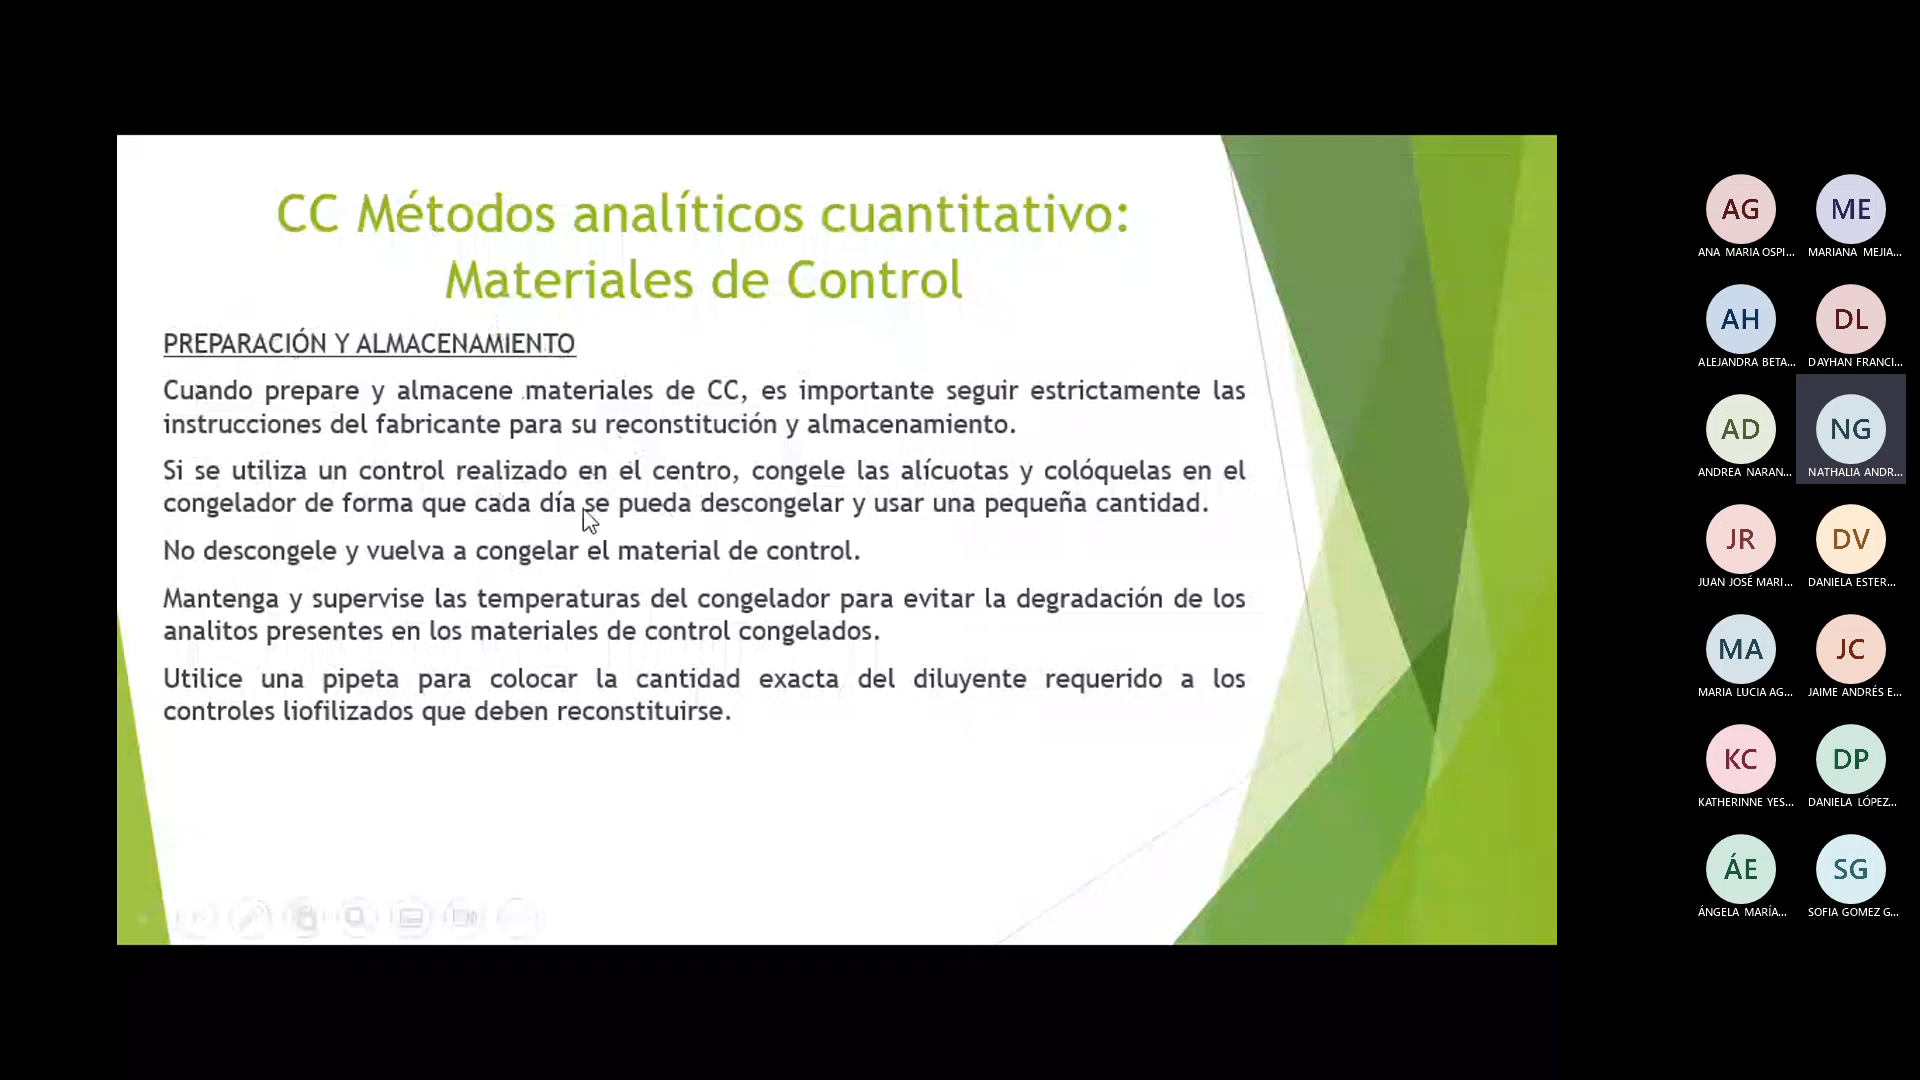 CC Métodos analíticos cuantitativo:
Materiales de Control
PREPARACIÓN Y ALMACENAMIENTO
Cuando prepare y almacene materiales de CC, es importante seguir estrictamente las
instrucciones del fabricante para su reconstitución y almacenamiento.
Si se utiliza un control realizado en el centro, congele las alícuotas y colóquelas en el
congelador de forma que cada día se pueda descongelar y usar una pequeña cantidad.
No descongele y vuelva a congelar el material de control.
Mantenga y supervise las temperaturas del congelador para evitar la degradación de los
analitos presentes en los materiales de control congelados.
Utilice una pipeta para colocar la cantidad exacta del diluyente requerido a los
controles liofilizados que deben reconstituirse.
AG
ANA MARIA OSPI...
ME
MARIANA MEJIA...
AH
ALEJANDRA BETA...
DL
DAYHAN FRANCI...
AD
ANDREA NARAN...
NG
NATHALIA ANDR...
JR
JUAN JOSÉ MARI...
DV
DANIELA ESTER...
MA
MARIA LUCIA AG...
JC
JAIME ANDRÉS E...
KC
KATHERINNE YES...
DP
DANIELA LÓPEZ...
ÁE
ÁNGELA MARÍA...
SG
SOFIA GOMEZ G...